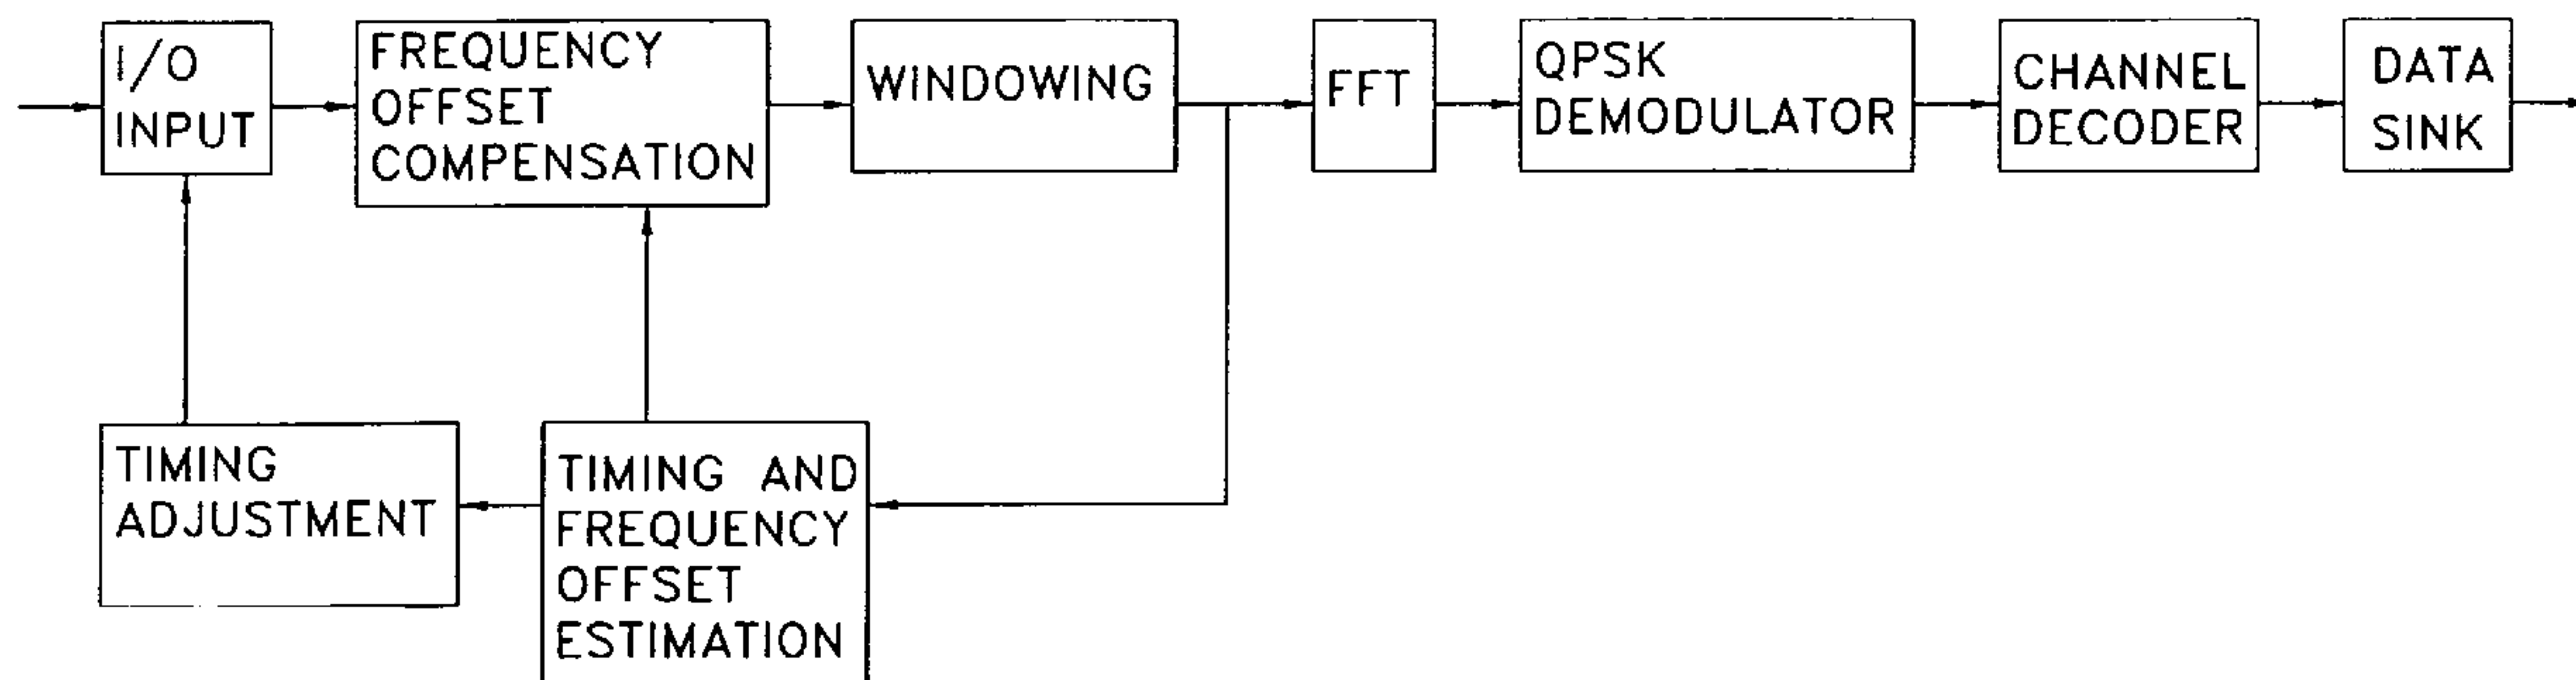 I/O
INPUT
FREQUENCY
OFFSET
COMPENSATION
WINDOWING
FFT
QPSK
DEMODULATOR
CHANNEL
DECODER
DATA
SINK
TIMING
ADJUSTMENT
TIMING AND
FREQUENCY
OFFSET
ESTIMATION